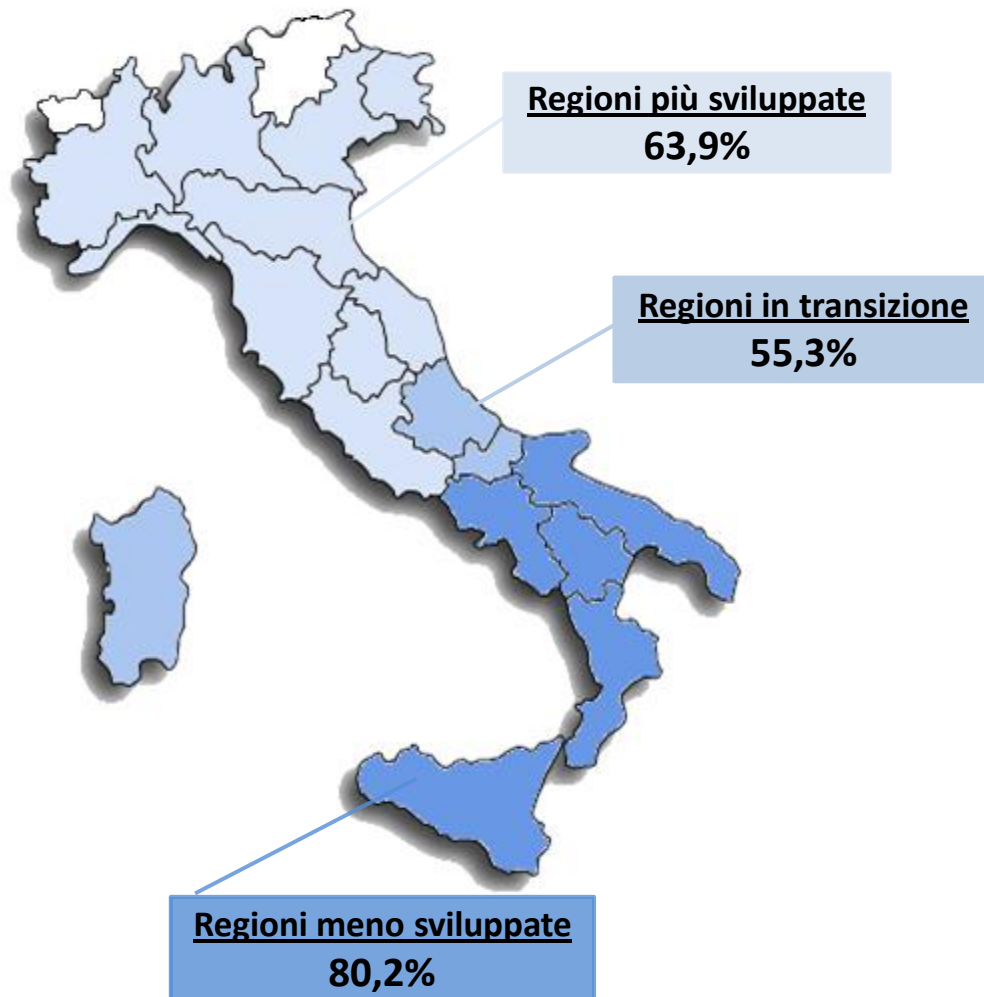 Regioni più sviluppate
63,9%
Regioni in transizione
55,3%
Regioni meno sviluppate
80,2%